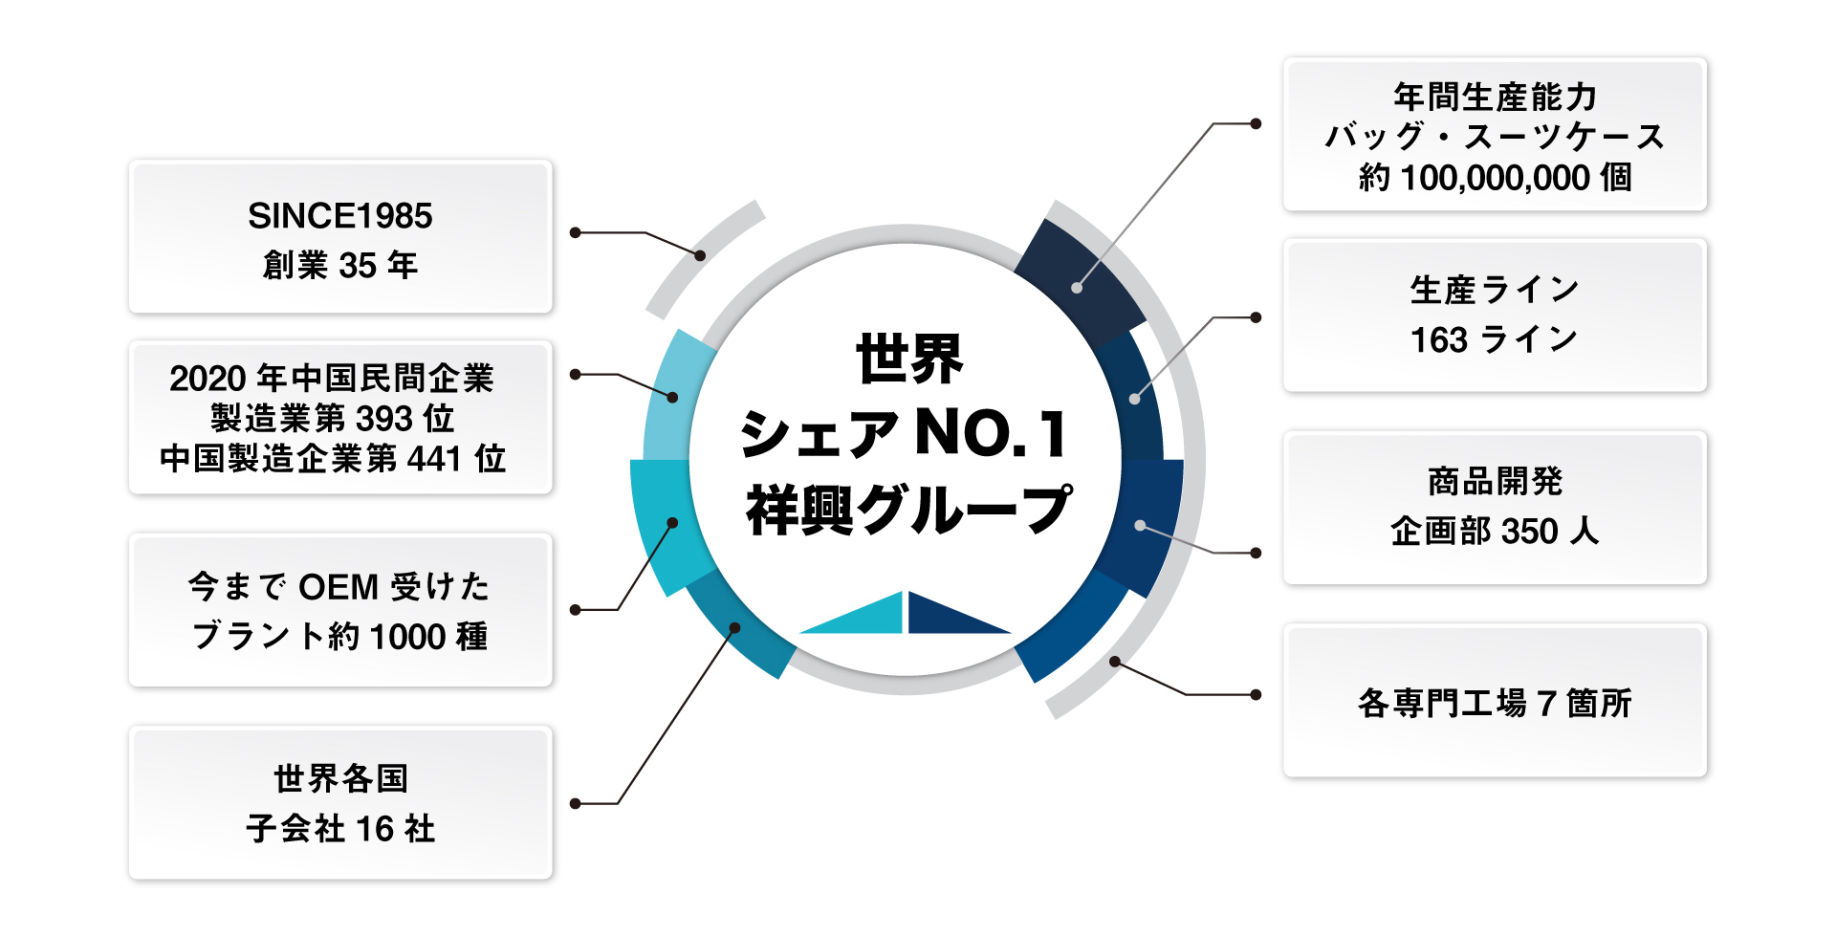 SINCE1985
創業 35 年
2020 年中国民間企業
製造業第 393 位
中国製造企業第 441 位
今まで OEM 受けた
ブラント約 1000 種
世界各国
子会社 16 社
世界
シェア NO. 1
祥興グループ
年間生産能力
バッグ・スーツケース
約 100,000,000 個
生産ライン
163 ライン
商品開発
企画部 350 人
各専門工場 7 箇所